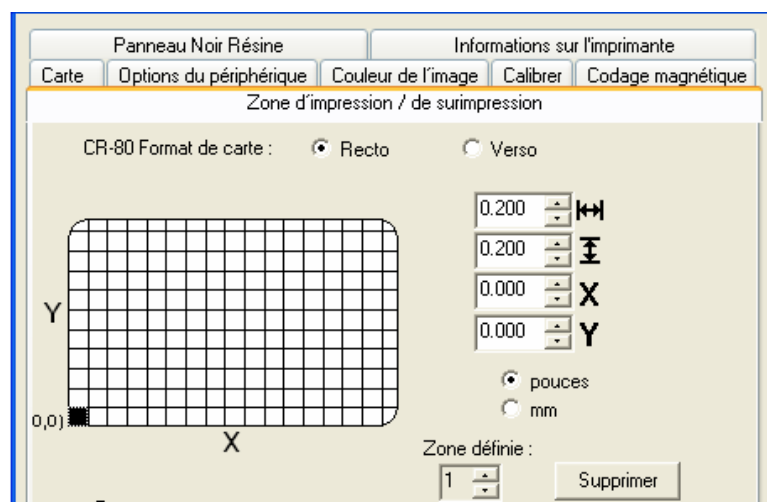 Panneau Noir Résine Informations sur l'imprimante
Carte Options du périphérique Couleur de l'image Calibrer Codage magnétique
Zone d'impression / de surimpression
CR-80 Format de carte : Recto Verso
0.200
0.200
0.000 X
Y 0.000 Y
pouces
0,0) mm
X
Zone définie :
1 Supprimer